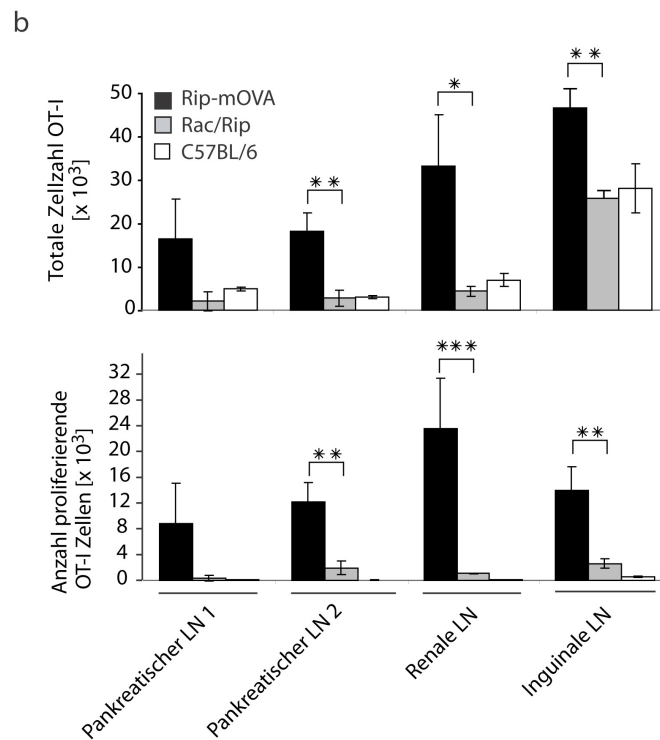 b
Totale Zellzahl OT-I
[x 10³]
50
40
30
20
10
0
Rip-mOVA
Rac/Rip
C57BL/6
**
*
**
Anzahl proliferierende
OT-I Zellen [x 10³]
32
28
24
20
16
12
8
4
0
**
***
**
Pankreatischer LN 1
Pankreatischer LN 2
Renale LN
Inguinale LN